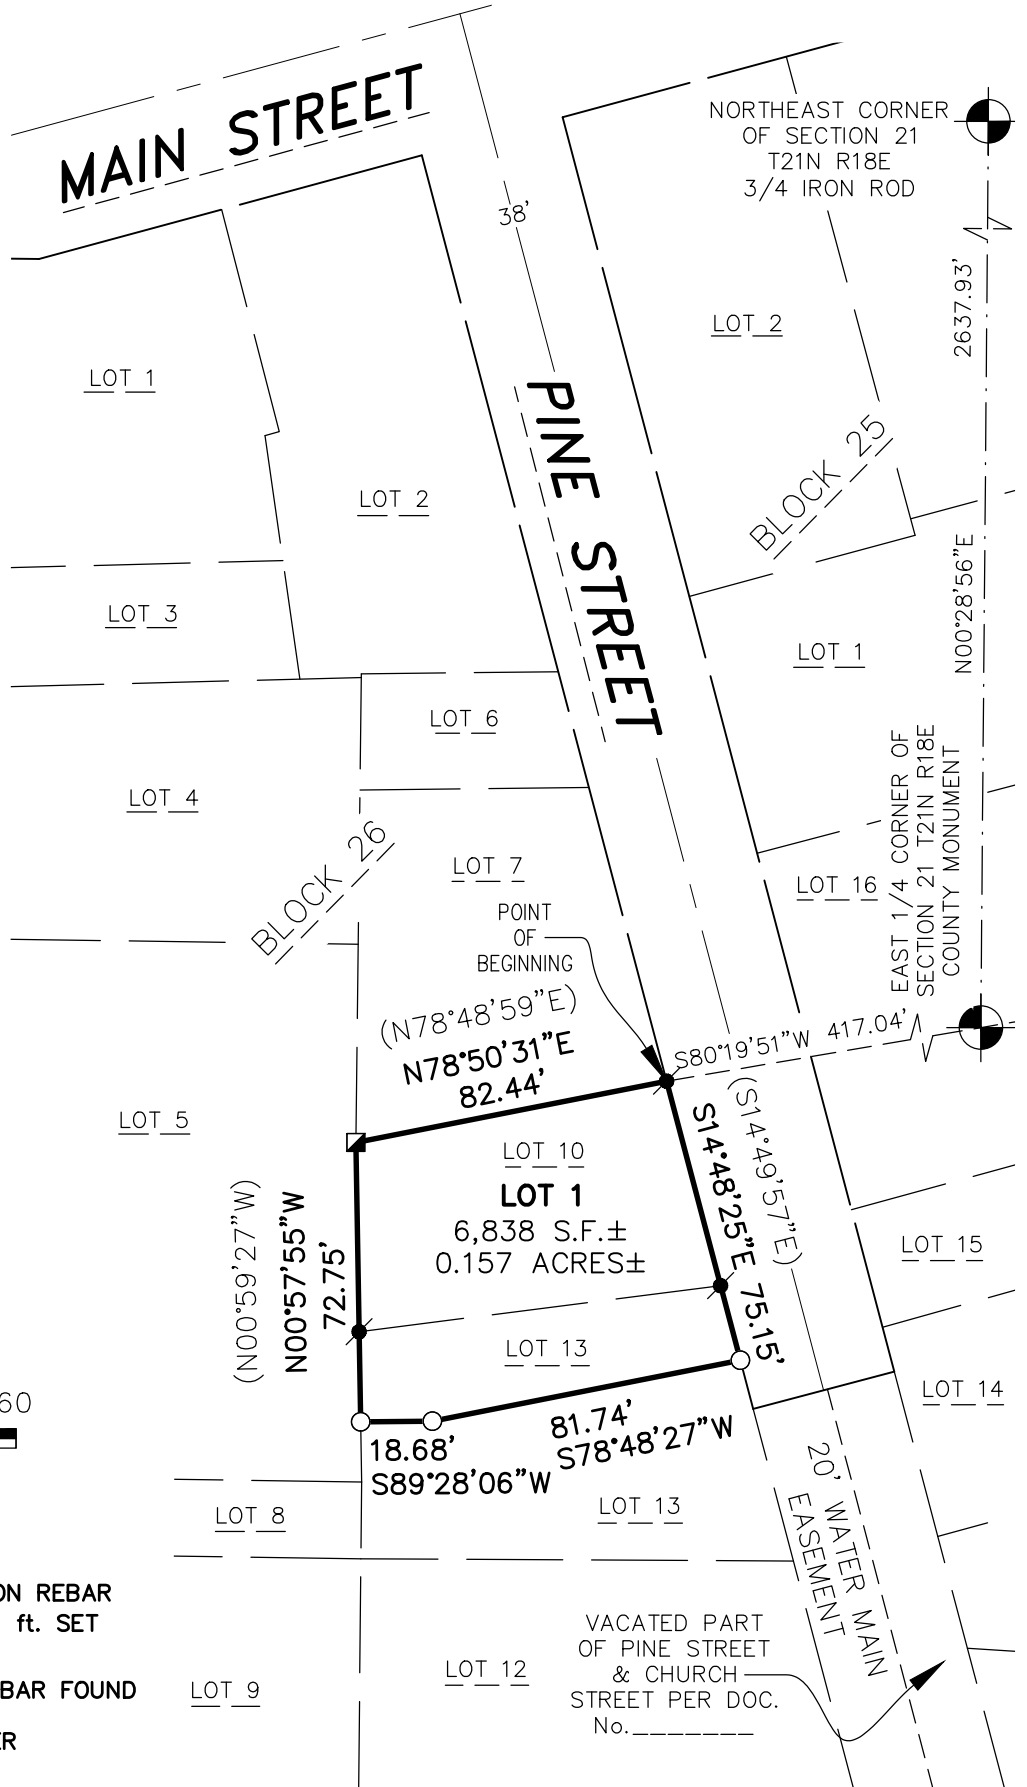 MAIN STREET
NORTHEAST CORNER
OF SECTION 21
T21N R18E
3/4 IRON ROD
38'
2637.93'
LOT 2
LOT 1
PINE STREET
BLOCK 25
LOT 2
N00°28'56"E
LOT 3
LOT 1
LOT 6
EAST 1/4 CORNER OF
SECTION 21 T21N R18E
COUNTY MONUMENT
LOT 4
BLOCK 26
LOT 7
LOT 16
POINT
OF
BEGINNING
(N78°48'59"E)
N78°50'31"E
82.44'
S80°19'51"W 417.04'
LOT 5
S14°48'25"E 75.15'
(S14°49'57"E)
LOT 10
LOT 1
6,838 S.F.±
0.157 ACRES±
(N00°59'27"W)
N00°57'55"W
72.75'
LOT 15
LOT 13
LOT 14
60
18.68'
S89°28'06"W
81.74'
S78°48'27"W
20' WATER MAIN
EASEMENT
LOT 8
LOT 13
ON REBAR
ft. SET
VACATED PART
OF PINE STREET
& CHURCH
STREET PER DOC.
No._______
BAR FOUND
LOT 9
LOT 12
ER